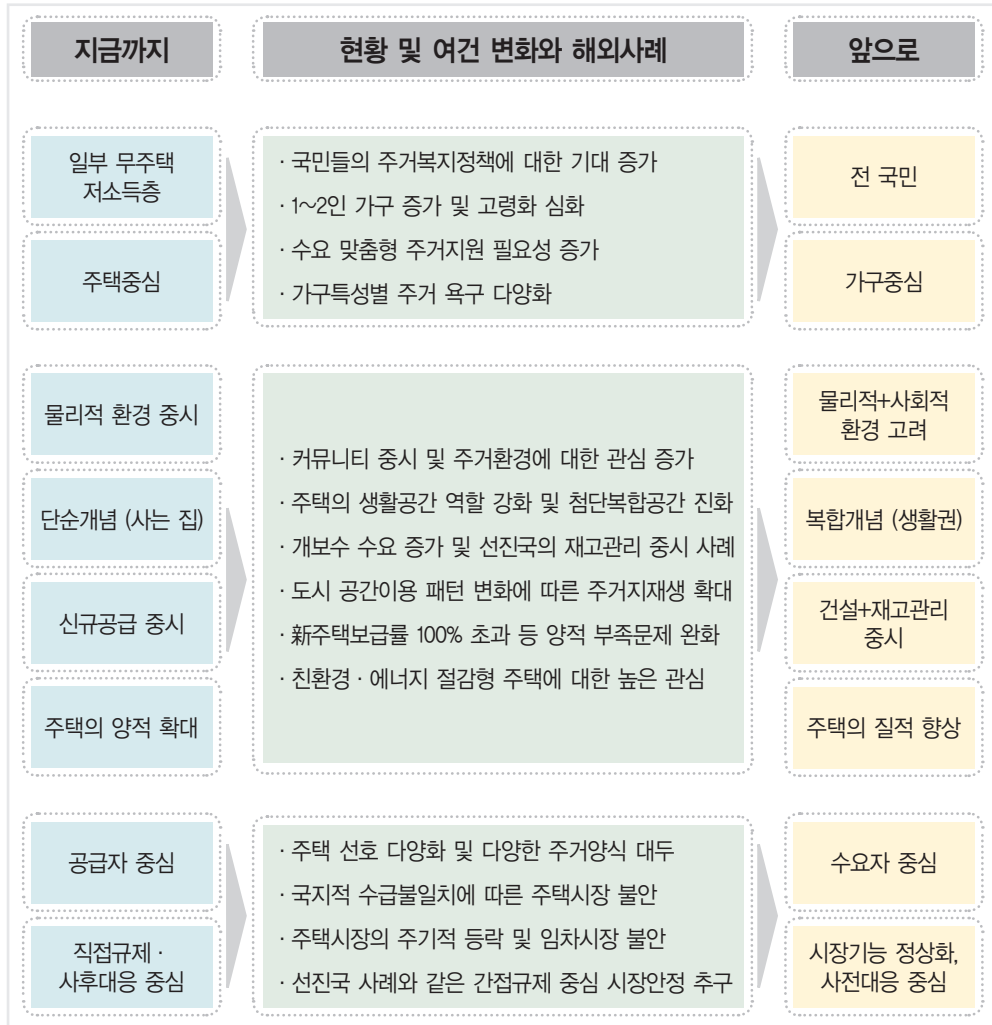 지금까지
현황 및 여건 변화와 해외사례
앞으로
일부 무주택
저소득층
주택중심
· 국민들의 주거복지정책에 대한 기대 증가
· 1~2인 가구 증가 및 고령화 심화
· 수요 맞춤형 주거지원 필요성 증가
· 가구특성별 주거 욕구 다양화
전 국민
가구중심
물리적 환경 중시
단순개념 (사는 집)
신규공급 중시
주택의 양적 확대
· 커뮤니티 중시 및 주거환경에 대한 관심 증가
· 주택의 생활공간 역할 강화 및 첨단복합공간 진화
· 개보수 수요 증가 및 선진국의 재고관리 중시 사례
· 도시 공간이용 패턴 변화에 따른 주거지재생 확대
· 新주택보급률 100% 초과 등 양적 부족문제 완화
· 친환경 · 에너지 절감형 주택에 대한 높은 관심
물리적+사회적
환경 고려
복합개념 (생활권)
건설+재고관리
중시
주택의 질적 향상
공급자 중심
직접규제 ·
사후대응 중심
· 주택 선호 다양화 및 다양한 주거양식 대두
· 국지적 수급불일치에 따른 주택시장 불안
· 주택시장의 주기적 등락 및 임차시장 불안
· 선진국 사례와 같은 간접규제 중심 시장안정 추구
수요자 중심
시장기능 정상화,
사전대응 중심